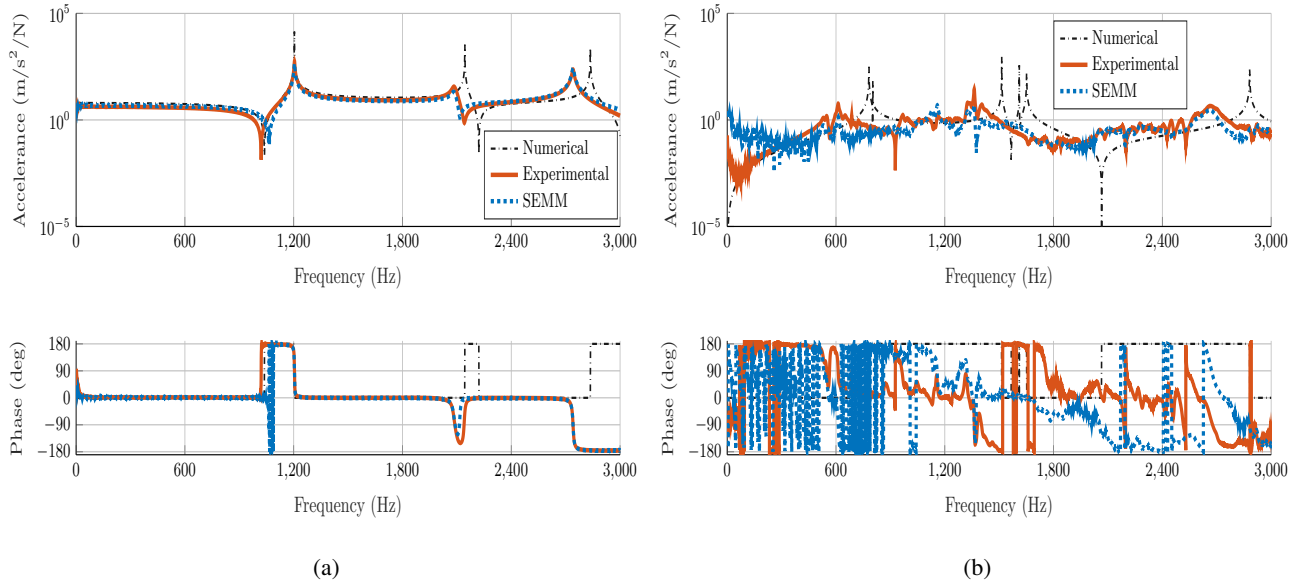 10^5
10^0
10^−5
Accelerance (m/s^2/N)
Numerical
Experimental
SEMM
0 600 1,200 1,800 2,400 3,000
Frequency (Hz)
180
90
0
−90
−180
Phase (deg)
0 600 1,200 1,800 2,400 3,000
Frequency (Hz)
(a)
10^5
10^0
10^−5
Accelerance (m/s^2/N)
Numerical
Experimental
SEMM
0 600 1,200 1,800 2,400 3,000
Frequency (Hz)
180
90
0
−90
−180
Phase (deg)
0 600 1,200 1,800 2,400 3,000
Frequency (Hz)
(b)